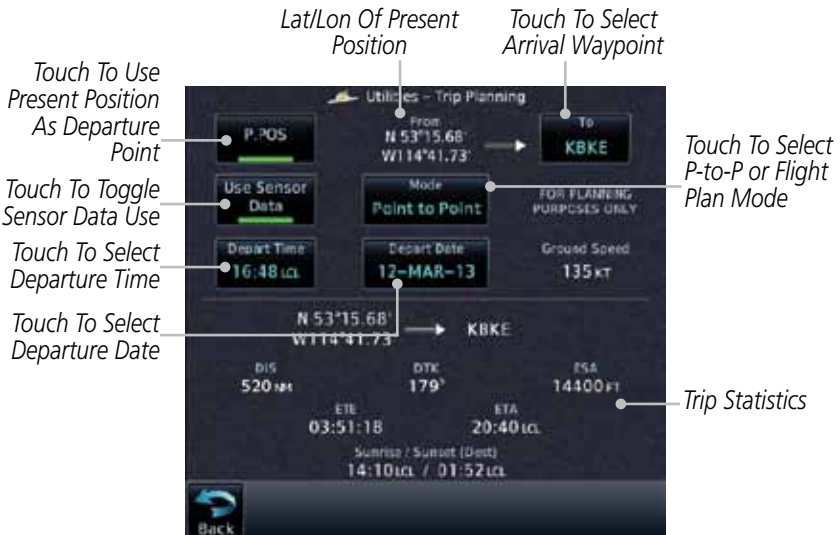 Lat/Lon Of Present
Position
Touch To Select
Arrival Waypoint
Touch To Use
Present Position
As Departure
Point
Touch To Toggle
Sensor Data Use
Touch To Select
Departure Time
Touch To Select
Departure Date
Touch To Select
P-to-P or Flight
Plan Mode
Trip Statistics
Utilities – Trip Planning
P.POS
From
N 53°15.68'
W114°41.73'
To
KBKE
Use Sensor
Data
Mode
Point to Point
FOR PLANNING
PURPOSES ONLY
Depart Time
16:48 LCL
Depart Date
12-MAR-13
Ground Speed
135 KT
N 53°15.68'
W114°41.73'
KBKE
DIS
520 NM
DTK
179°
ESA
14400 FT
ETE
03:51:18
ETA
20:40 LCL
Sunrise / Sunset (Dest)
14:10 LCL / 01:52 LCL
Back